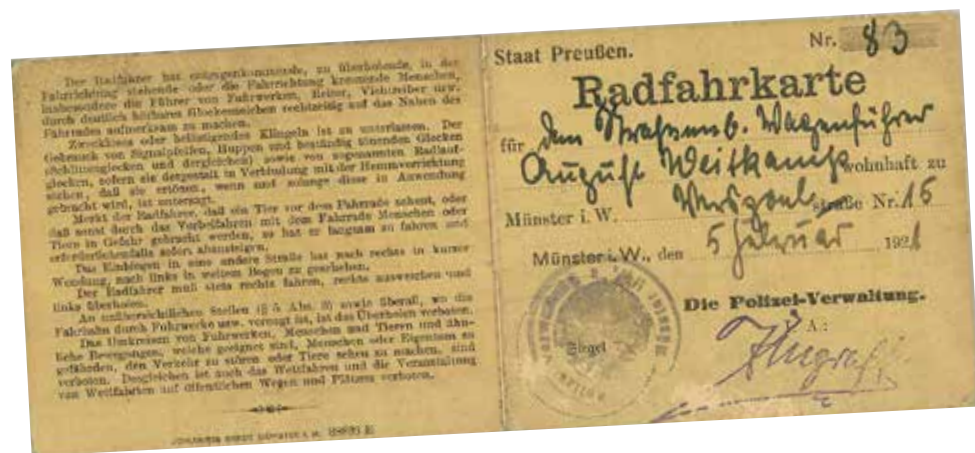 Der Radfahrer hat entgegenkommende, zu überholende, in der
Fahrrichtung stehende oder die Fahrrichtung kreuzende Menschen,
insbesondere die Führer von Fuhrwerken, Reiter, Viehtreiber usw.
durch deutlich hörbares Glockenzeichen rechtzeitig auf das Nahen des
Fahrrades aufmerksam zu machen.
Zweckloses oder belästigendes Klingeln ist zu unterlassen. Der
Gebrauch von Signalpfeifen, Huppen und beständig tönenden Glocken
(Schlittenglocken und dergleichen) sowie von sogenannten Radlauf-
glocken, sofern sie dergestalt in Verbindung mit der Hemmvorrichtung
stehen, daß sie ertönen, wenn und solange diese in Anwendung
gebracht wird, ist untersagt.
Merkt der Radfahrer, daß ein Tier vor dem Fahrrade scheut, oder
daß sonst durch das Vorbeifahren mit dem Fahrrade Menschen oder
Tiere in Gefahr gebracht werden, so hat er langsam zu fahren und
erforderlichenfalls sofort abzusteigen.
Das Einbiegen in eine andere Straße hat nach rechts in kurzer
Wendung, nach links in weitem Bogen zu geschehen.
Der Radfahrer muß stets rechts fahren, rechts ausweichen und
links überholen.
An unübersichtlichen Stellen (§ 5 Abs. 3) sowie überall, wo die
Fahrbahn durch Fuhrwerke usw. verengt ist, ist das Überholen verboten.
Das Umkreisen von Fuhrwerken, Menschen und Tieren und ähn-
liche Bewegungen, welche geeignet sind, Menschen oder Eigentum zu
gefährden, den Verkehr zu stören oder Tiere scheu zu machen, sind
verboten. Desgleichen ist auch das Wettfahren und die Veranstaltung
von Wettfahrten auf öffentlichen Wegen und Plätzen verboten.
Staat Preußen.
Nr. 83
Radfahrkarte
für den Straßenb. Wagenführer
August Weitkamp wohnhaft zu
Münster i. W. straße Nr. 15
Münster i. W., den 5 Februar 1921
Die Polizei-Verwaltung.
A:
Siegel